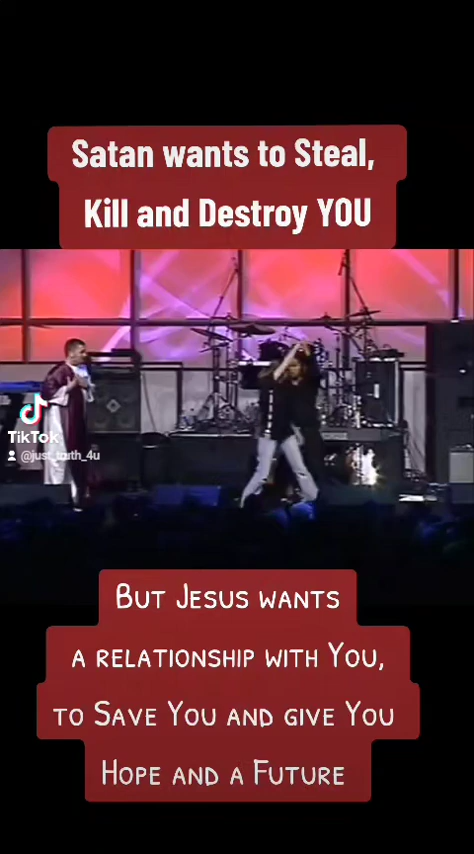 Satan wants to Steal,
Kill and Destroy YOU
TikTok
@just_truth_4u
But Jesus wants
a relationship with You,
to Save You and give You
Hope and a Future